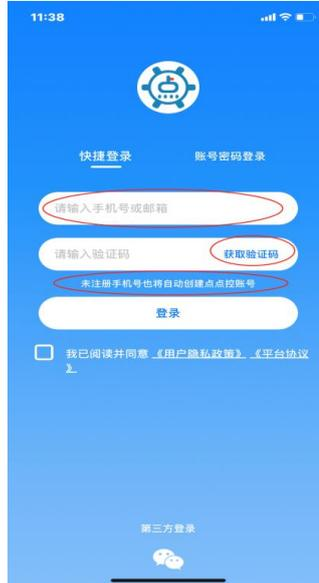 11:38
点
快捷登录
账号密码登录
请输入手机号或邮箱
请输入验证码
获取验证码
未注册手机号也将自动创建点点控账号
登录
我已阅读并同意《用户隐私政策》《平台协议
》
第三方登录